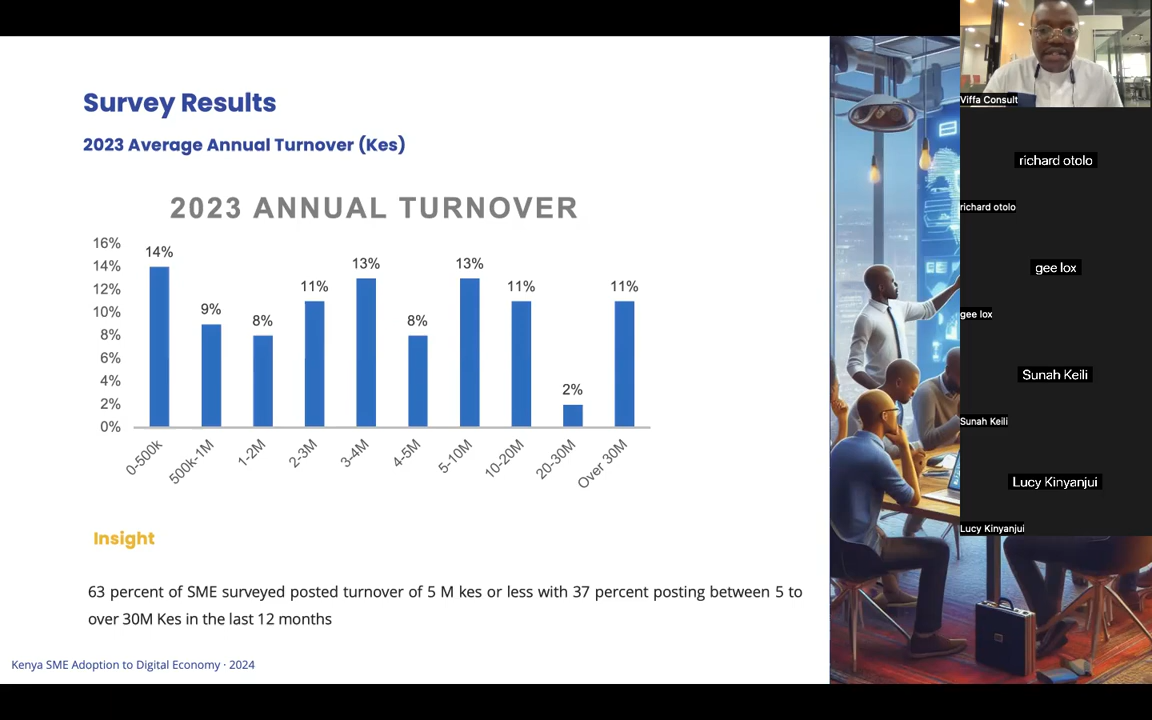 Survey Results
2023 Average Annual Turnover (Kes)
2023 ANNUAL TURNOVER
16%
14%
12%
10%
8%
6%
4%
2%
0%
14%
9%
8%
11%
13%
8%
13%
11%
2%
11%
0-500k
500k-1M
1-2M
2-3M
3-4M
4-5M
5-10M
10-20M
20-30M
Over 30M
Insight
63 percent of SME surveyed posted turnover of 5 M kes or less with 37 percent posting between 5 to
over 30M Kes in the last 12 months
Kenya SME Adoption to Digital Economy · 2024
Viffa Consult
richard otolo
richard otolo
gee lox
gee lox
Sunah Keili
Sunah Keili
Lucy Kinyanjui
Lucy Kinyanjui